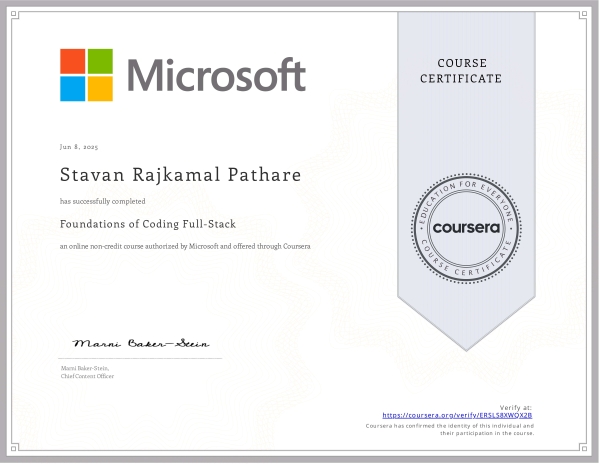 Microsoft
COURSE
CERTIFICATE
Jun 8, 2025
Stavan Rajkamal Pathare
has successfully completed
Foundations of Coding Full-Stack
an online non-credit course authorized by Microsoft and offered through Coursera
EDUCATION FOR EVERYONE
coursera
COURSE CERTIFICATE
Marni Baker-Stein
Marni Baker-Stein,
Chief Content Officer
Verify at:
https://coursera.org/verify/ERSLS8XWQX2B
Coursera has confirmed the identity of this individual and
their participation in the course.